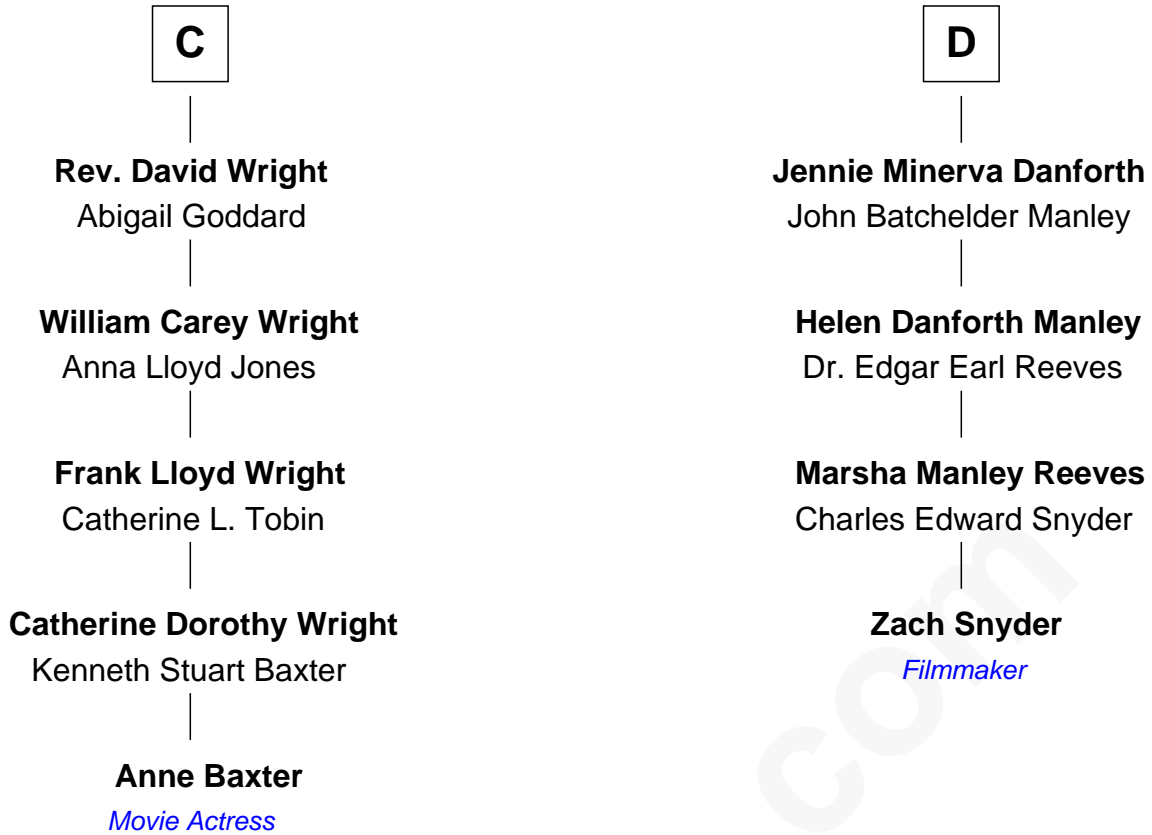 C
Rev. David Wright
Abigail Goddard
William Carey Wright
Anna Lloyd Jones
Frank Lloyd Wright
Catherine L. Tobin
Catherine Dorothy Wright
Kenneth Stuart Baxter
Anne Baxter
Movie Actress
D
Jennie Minerva Danforth
John Batchelder Manley
Helen Danforth Manley
Dr. Edgar Earl Reeves
Marsha Manley Reeves
Charles Edward Snyder
Zach Snyder
Filmmaker
com